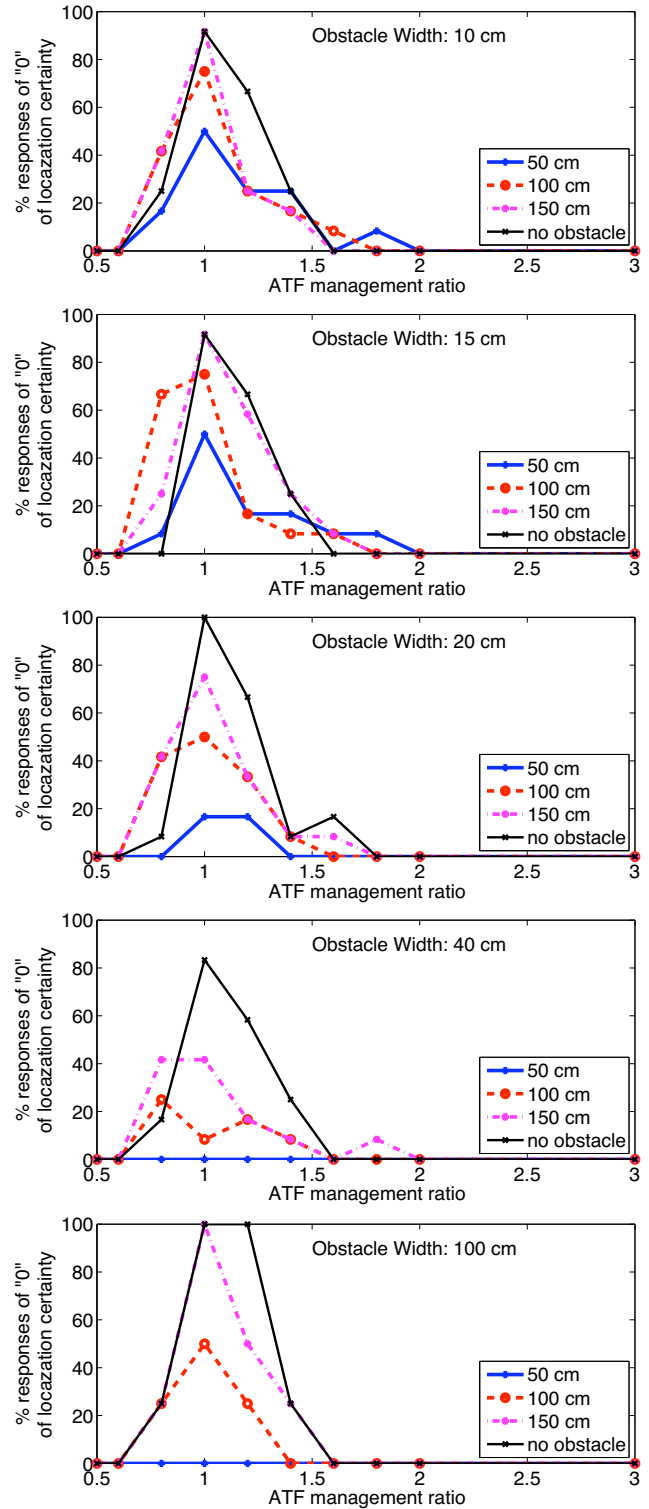 100
80
60
40
20
0
% responses of "0"
of locazation certainty
Obstacle Width: 10 cm
50 cm
100 cm
150 cm
no obstacle
0.5 1 1.5 2 2.5 3
ATF management ratio
100
80
60
40
20
0
% responses of "0"
of locazation certainty
Obstacle Width: 15 cm
50 cm
100 cm
150 cm
no obstacle
0.5 1 1.5 2 2.5 3
ATF management ratio
100
80
60
40
20
0
% responses of "0"
of locazation certainty
Obstacle Width: 20 cm
50 cm
100 cm
150 cm
no obstacle
0.5 1 1.5 2 2.5 3
ATF management ratio
100
80
60
40
20
0
% responses of "0"
of locazation certainty
Obstacle Width: 40 cm
50 cm
100 cm
150 cm
no obstacle
0.5 1 1.5 2 2.5 3
ATF management ratio
100
80
60
40
20
0
% responses of "0"
of locazation certainty
Obstacle Width: 100 cm
50 cm
100 cm
150 cm
no obstacle
0.5 1 1.5 2 2.5 3
ATF management ratio